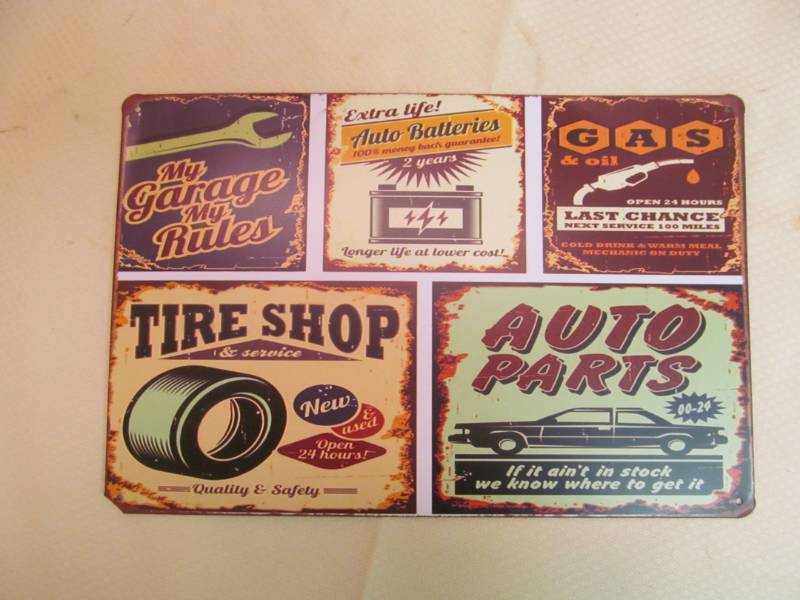 My
Garage
My
Rules
Extra life!
Auto Batteries
100% money back guarantee!
2 years
Longer life at lower cost!
GAS
& oil
OPEN 24 HOURS
LAST CHANCE
NEXT SERVICE 100 MILES
COLD DRINK & WARM MEAL
MECHANIC ON DUTY
TIRE SHOP
& service
New
& used
Open
24 hours!
Quality & Safety
AUTO
PARTS
00-24
If it ain't in stock
we know where to get it